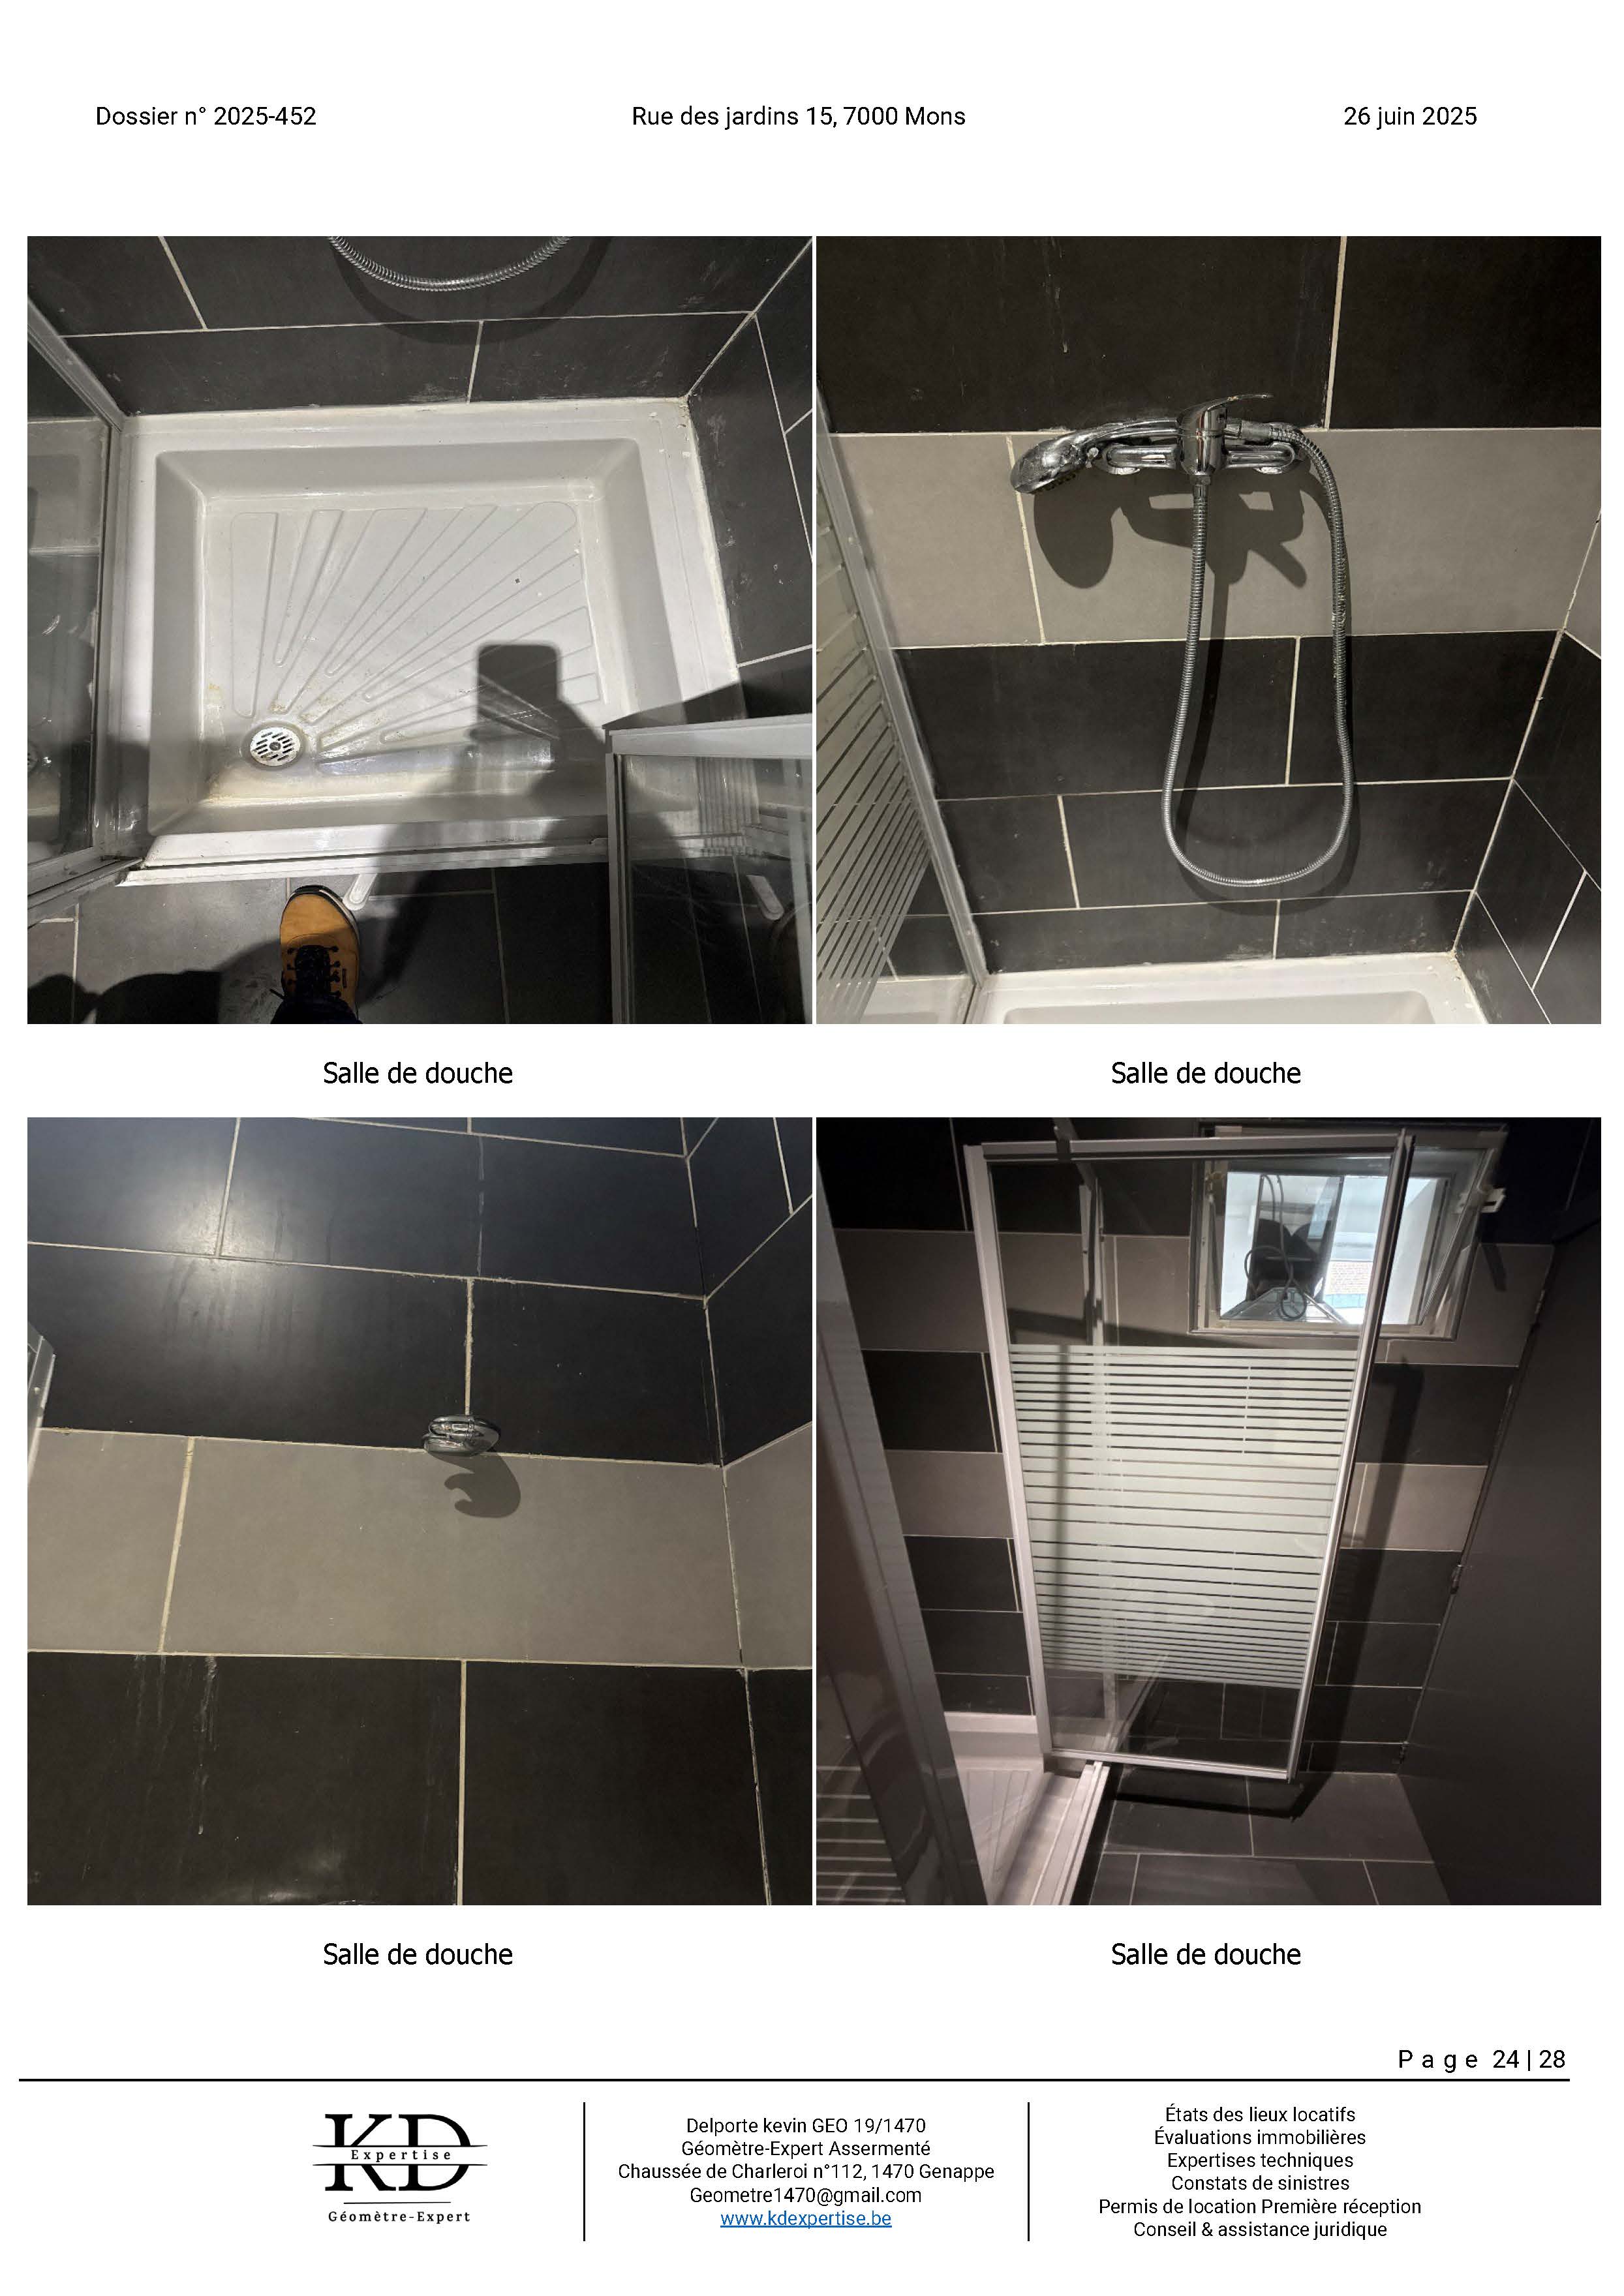 Dossier n° 2025-452
Rue des jardins 15, 7000 Mons
26 juin 2025
Salle de douche
Salle de douche
Salle de douche
Salle de douche
Page 24 | 28
KD
Expertise
Géomètre-Expert
Delporte kevin GEO 19/1470
Géomètre-Expert Assermenté
Chaussée de Charleroi n°112, 1470 Genappe
Geometre1470@gmail.com
www.kdexpertise.be
États des lieux locatifs
Évaluations immobilières
Expertises techniques
Constats de sinistres
Permis de location Première réception
Conseil & assistance juridique